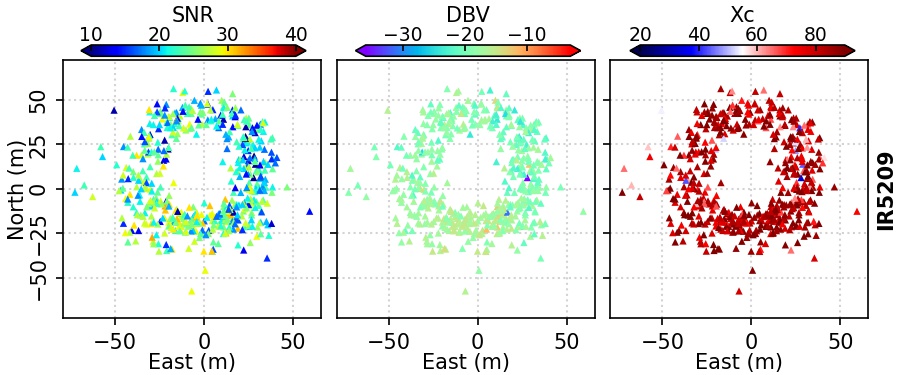 SNR DBV Xc
10 20 30 40 −30 −20 −10 20 40 60 80
North (m)
50
25
0
−25
−50
IR5209
−50 0 50 −50 0 50 −50 0 50
East (m) East (m) East (m)